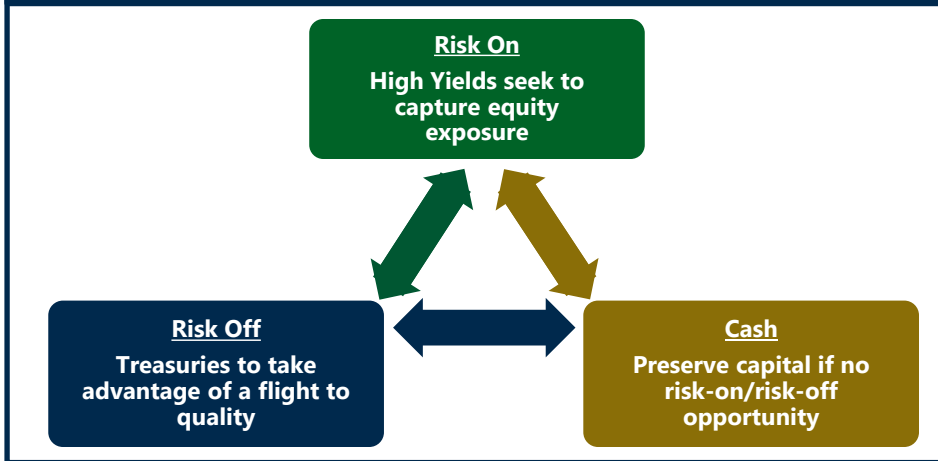 Risk On
High Yields seek to
capture equity
exposure
Risk Off
Treasuries to take
advantage of a flight to
quality
Cash
Preserve capital if no
risk-on/risk-off
opportunity